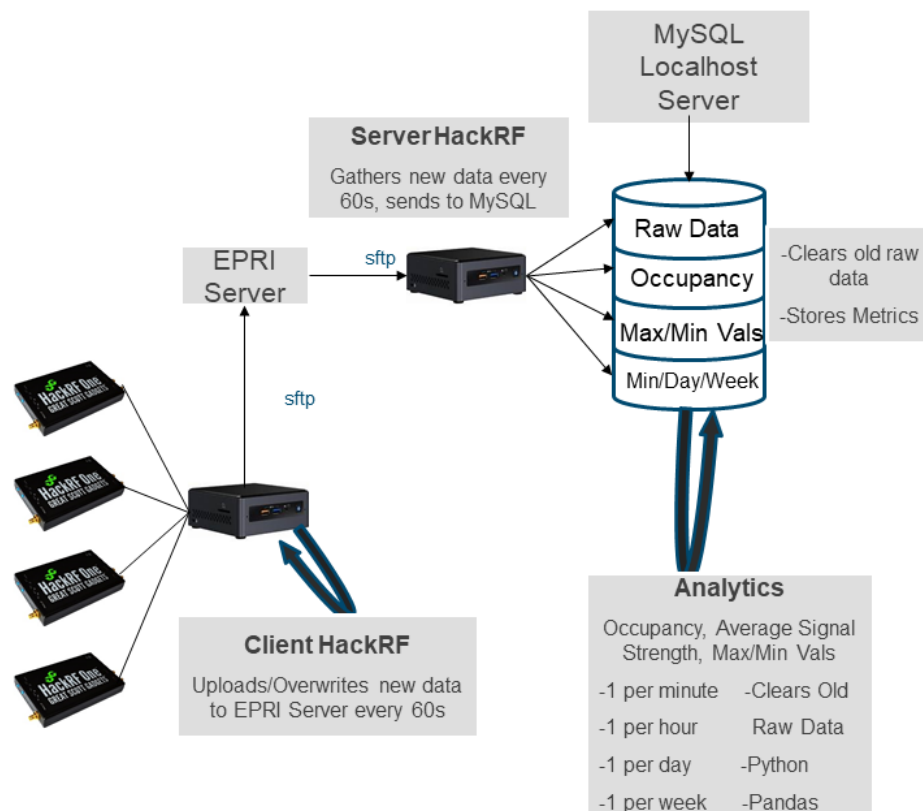 MySQL
Localhost
Server
Server HackRF
Gathers new data every
60s, sends to MySQL
Raw Data
Occupancy
Max/Min Vals
Min/Day/Week
-Clears old raw
data
-Stores Metrics
EPRI
Server
sftp
sftp
HackRF One
GREAT SCOTT GADGETS
HackRF One
GREAT SCOTT GADGETS
HackRF One
GREAT SCOTT GADGETS
HackRF One
GREAT SCOTT GADGETS
Client HackRF
Uploads/Overwrites new data
to EPRI Server every 60s
Analytics
Occupancy, Average Signal
Strength, Max/Min Vals
-1 per minute -Clears Old
-1 per hour Raw Data
-1 per day -Python
-1 per week -Pandas